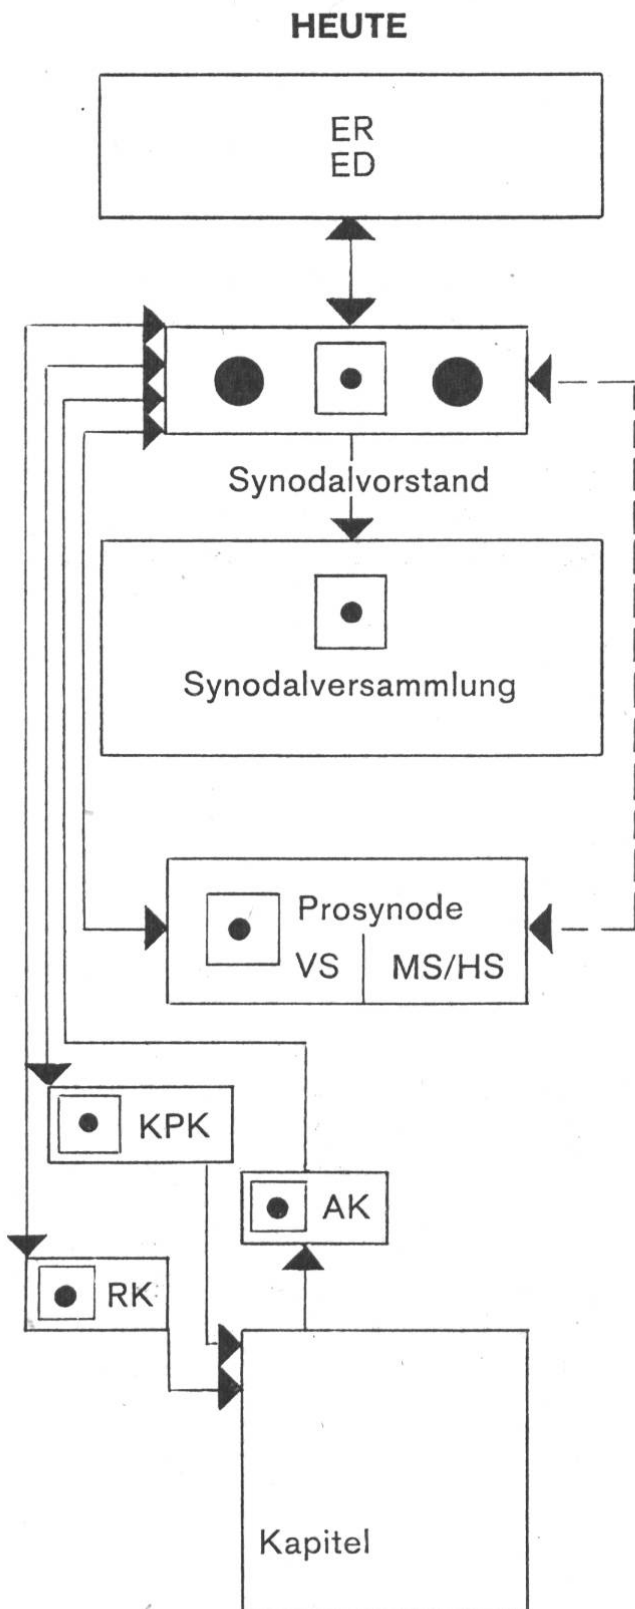 HEUTE
ER
ED
Synodalvorstand
Synodalversammlung
Prosynode
VS MS/HS
KPK
AK
RK
Kapitel